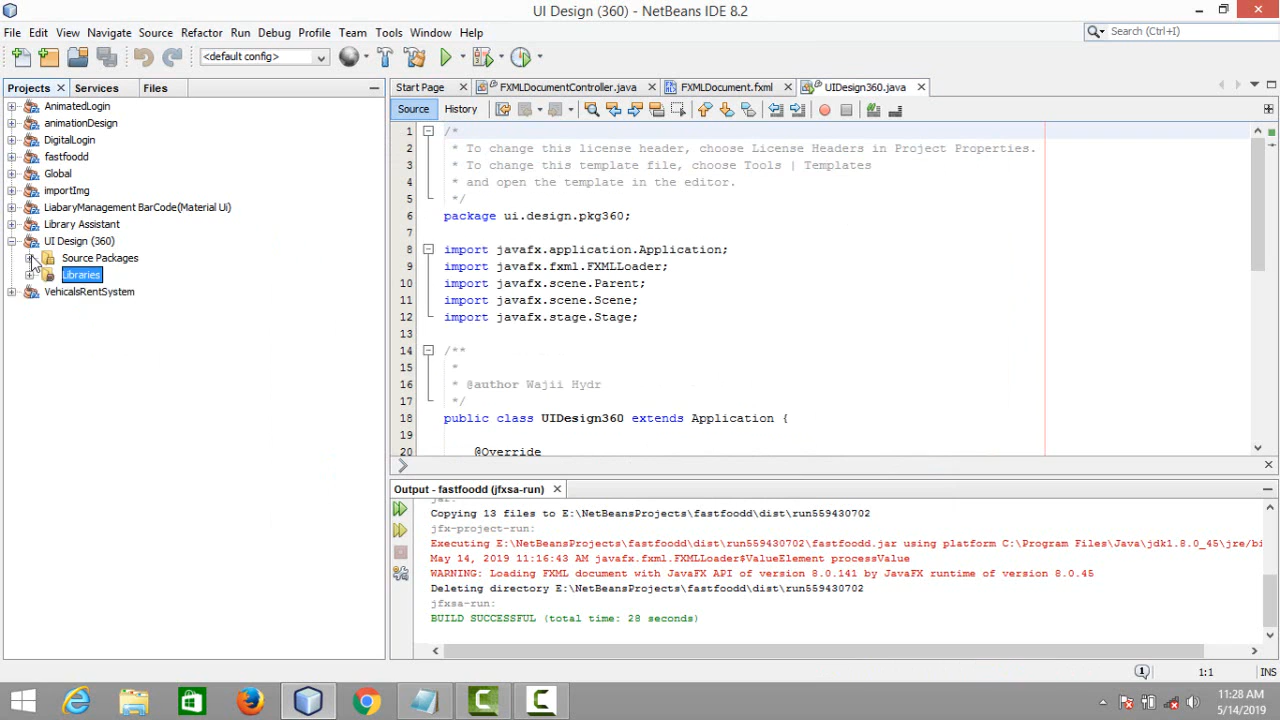 UI Design (360) - NetBeans IDE 8.2
File Edit View Navigate Source Refactor Run Debug Profile Team Tools Window Help
Search (Ctrl+I)
<default config>
Projects Services Files
Start Page FXMLDocumentController.java FXMLDocument.fxml UIDesign360.java
Source History
AnimatedLogin
animationDesign
DigitalLogin
fastfoodd
Global
importImg
LiabaryManagement BarCode(Material Ui)
Library Assistant
UI Design (360)
Source Packages
Libraries
VehicalsRentSystem
1 /*
2 * To change this license header, choose License Headers in Project Properties.
3 * To change this template file, choose Tools | Templates
4 * and open the template in the editor.
5 */
6 package ui.design.pkg360;
7
8 import javafx.application.Application;
9 import javafx.fxml.FXMLLoader;
10 import javafx.scene.Parent;
11 import javafx.scene.Scene;
12 import javafx.stage.Stage;
13
14 /**
15 *
16 * @author Wajii Hydr
17 */
18 public class UIDesign360 extends Application {
19
20 @Override
Output - fastfoodd (jfxsa-run)
Copying 13 files to E:\NetBeansProjects\fastfoodd\dist\run559430702
jfx-project-run:
Executing E:\NetBeansProjects\fastfoodd\dist\run559430702\fastfoodd.jar using platform C:\Program Files\Java\jdk1.8.0_45\jre/bi
May 14, 2019 11:16:43 AM javafx.fxml.FXMLLoader$ValueElement processValue
WARNING: Loading FXML document with JavaFX API of version 8.0.141 by JavaFX runtime of version 8.0.45
Deleting directory E:\NetBeansProjects\fastfoodd\dist\run559430702
jfxsa-run:
BUILD SUCCESSFUL (total time: 28 seconds)
1 1:1 INS
11:28 AM
5/14/2019